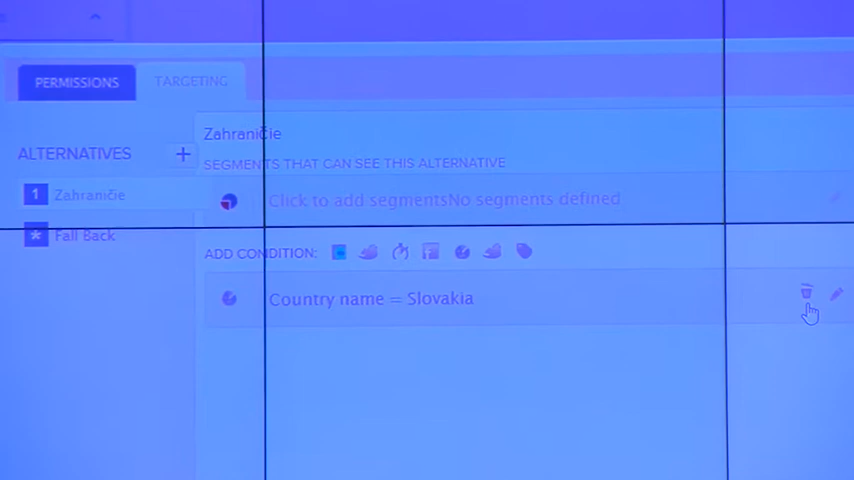 PERMISSIONS
TARGETING
Zahraničie
ALTERNATIVES
+
SEGMENTS THAT CAN SEE THIS ALTERNATIVE
1 Zahraničie
Click to add segmentsNo segments defined
* Fall Back
ADD CONDITION:
Country name = Slovakia